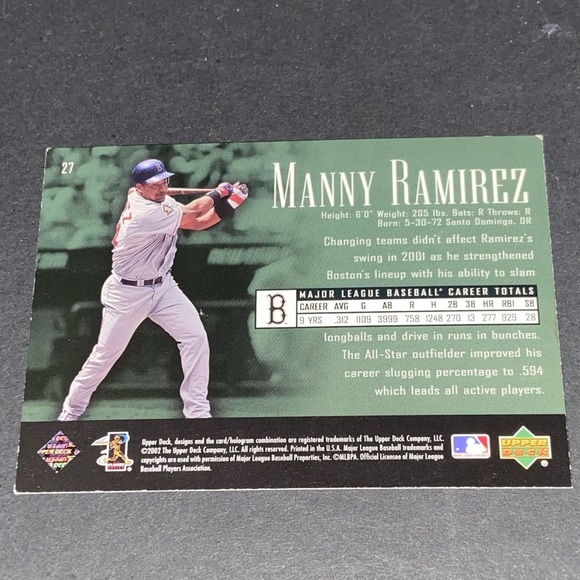 27
MANNY RAMIREZ
Height: 6'0" Weight: 205 lbs. Bats: R Throws: R
Born: 5-30-72 Santo Domingo, DR
Changing teams didn't affect Ramirez's
swing in 2001 as he strengthened
Boston's lineup with his ability to slam
B
MAJOR LEAGUE BASEBALL CAREER TOTALS
CAREER AVG G AB R H 2B 3B HR RBI SB
9 YRS .312 1109 3999 758 1248 270 13 277 929 28
longballs and drive in runs in bunches.
The All-Star outfielder improved his
career slugging percentage to .594
which leads all active players.
Upper Deck, designs and the card/hologram combination are registered trademarks of The Upper Deck Company, LLC.
©2002 The Upper Deck Company, LLC. All rights reserved. Printed in the U.S.A. Major League Baseball trademarks and
copyrights are used with permission of Major League Baseball Properties, Inc. ©MLBPA. Official Licensee of Major League
Baseball Players Association.
UPPER
DECK